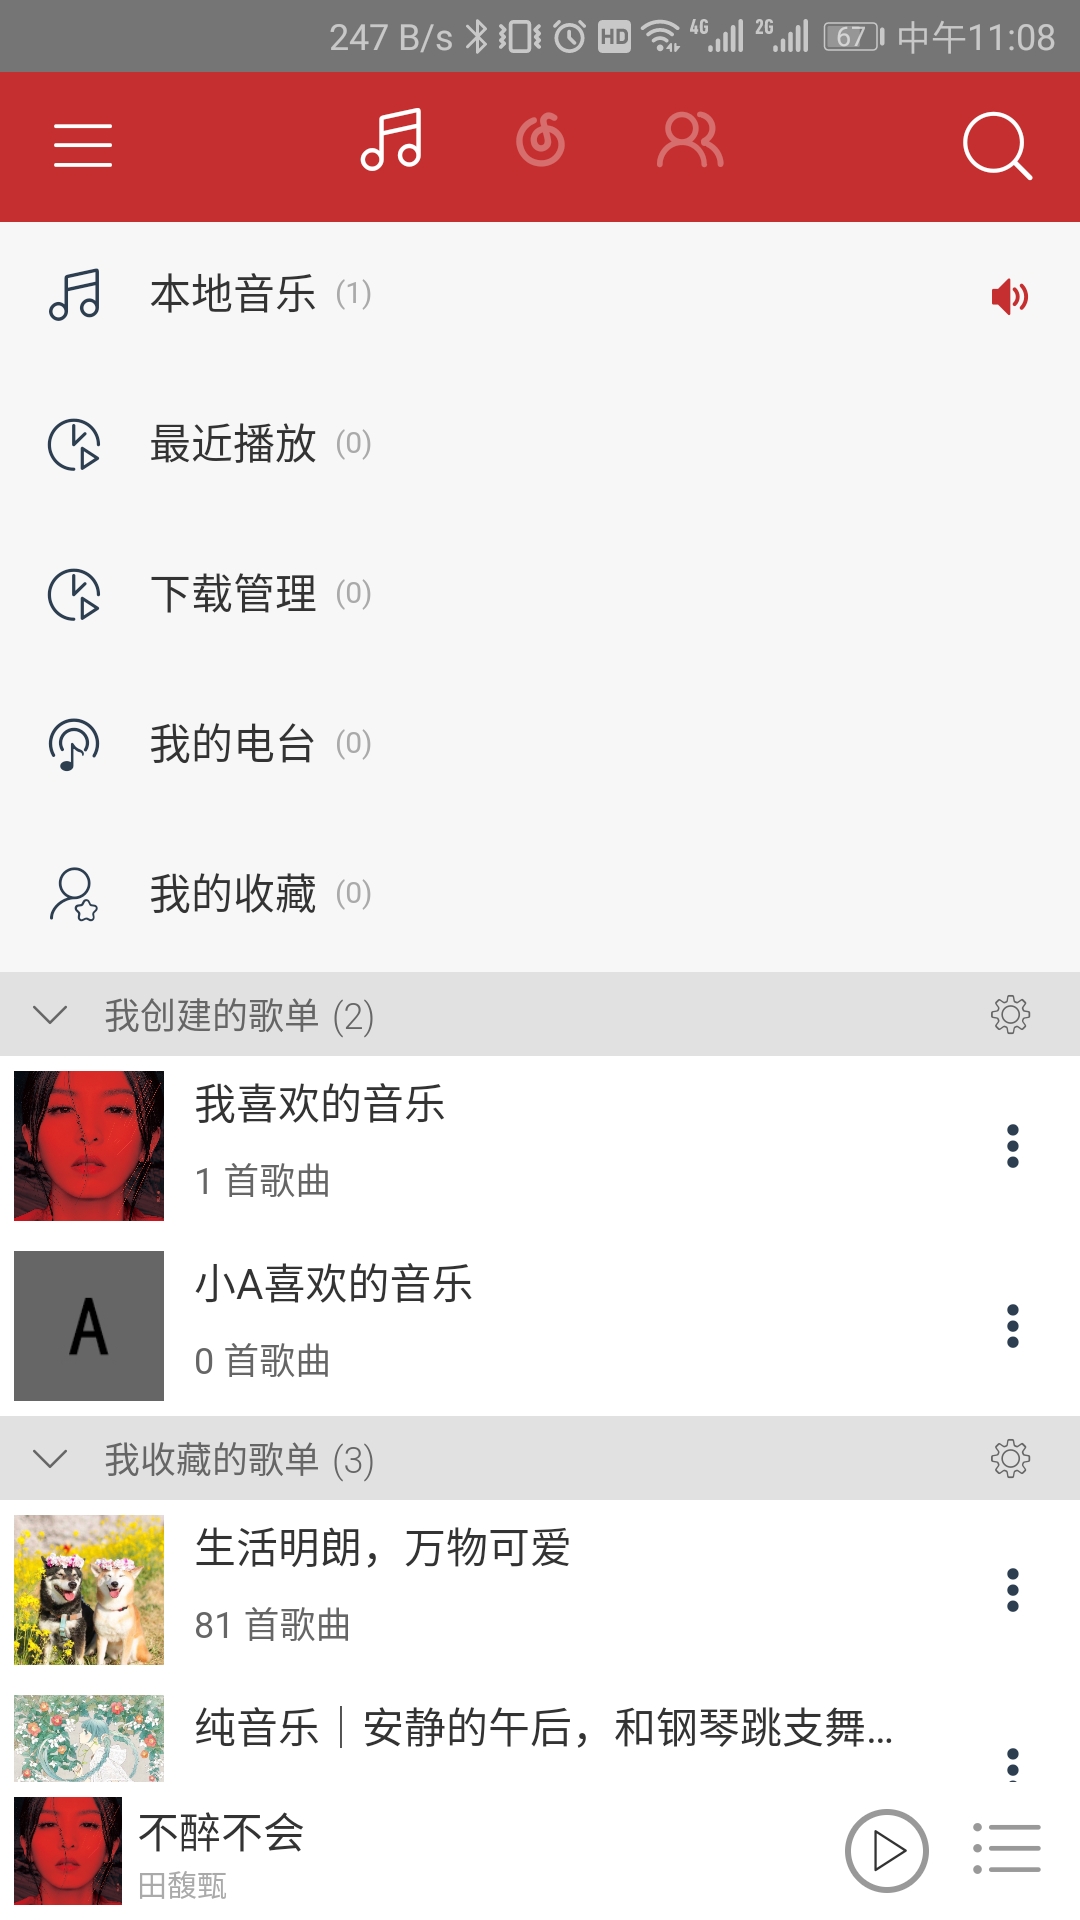 247 B/s HD 4G 2G 67 中午11:08
本地音乐 (1)
最近播放 (0)
下载管理 (0)
我的电台 (0)
我的收藏 (0)
我创建的歌单 (2)
我喜欢的音乐
1 首歌曲
A
小A喜欢的音乐
0 首歌曲
我收藏的歌单 (3)
生活明朗，万物可爱
81 首歌曲
纯音乐｜安静的午后，和钢琴跳支舞...
不醉不会
田馥甄